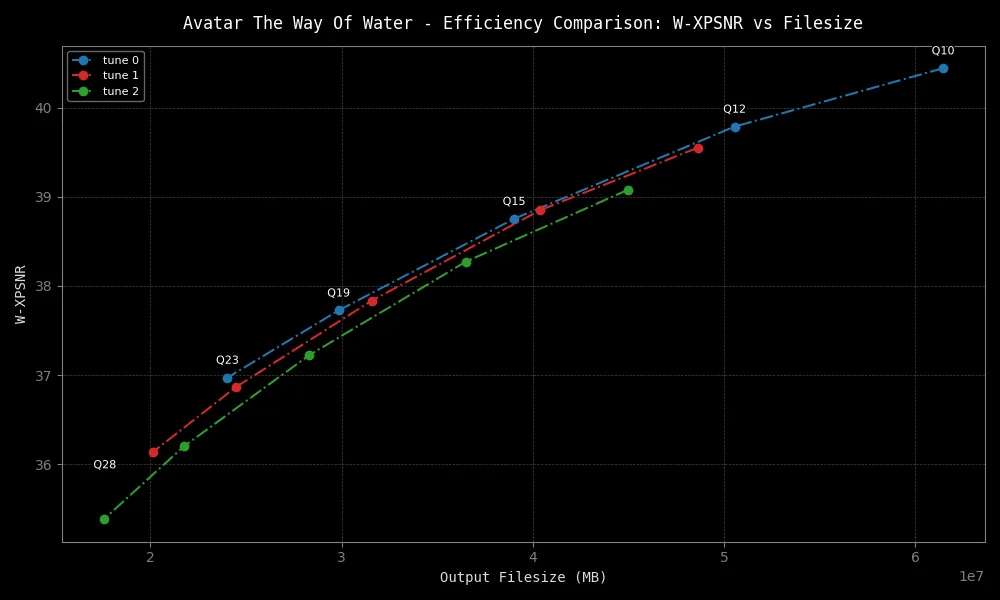 Avatar The Way Of Water - Efficiency Comparison: W-XPSNR vs Filesize
tune 0
tune 1
tune 2
Q10
Q12
Q15
Q19
Q23
Q28
40
39
38
37
36
W-XPSNR
2
3
4
5
6
1e7
Output Filesize (MB)